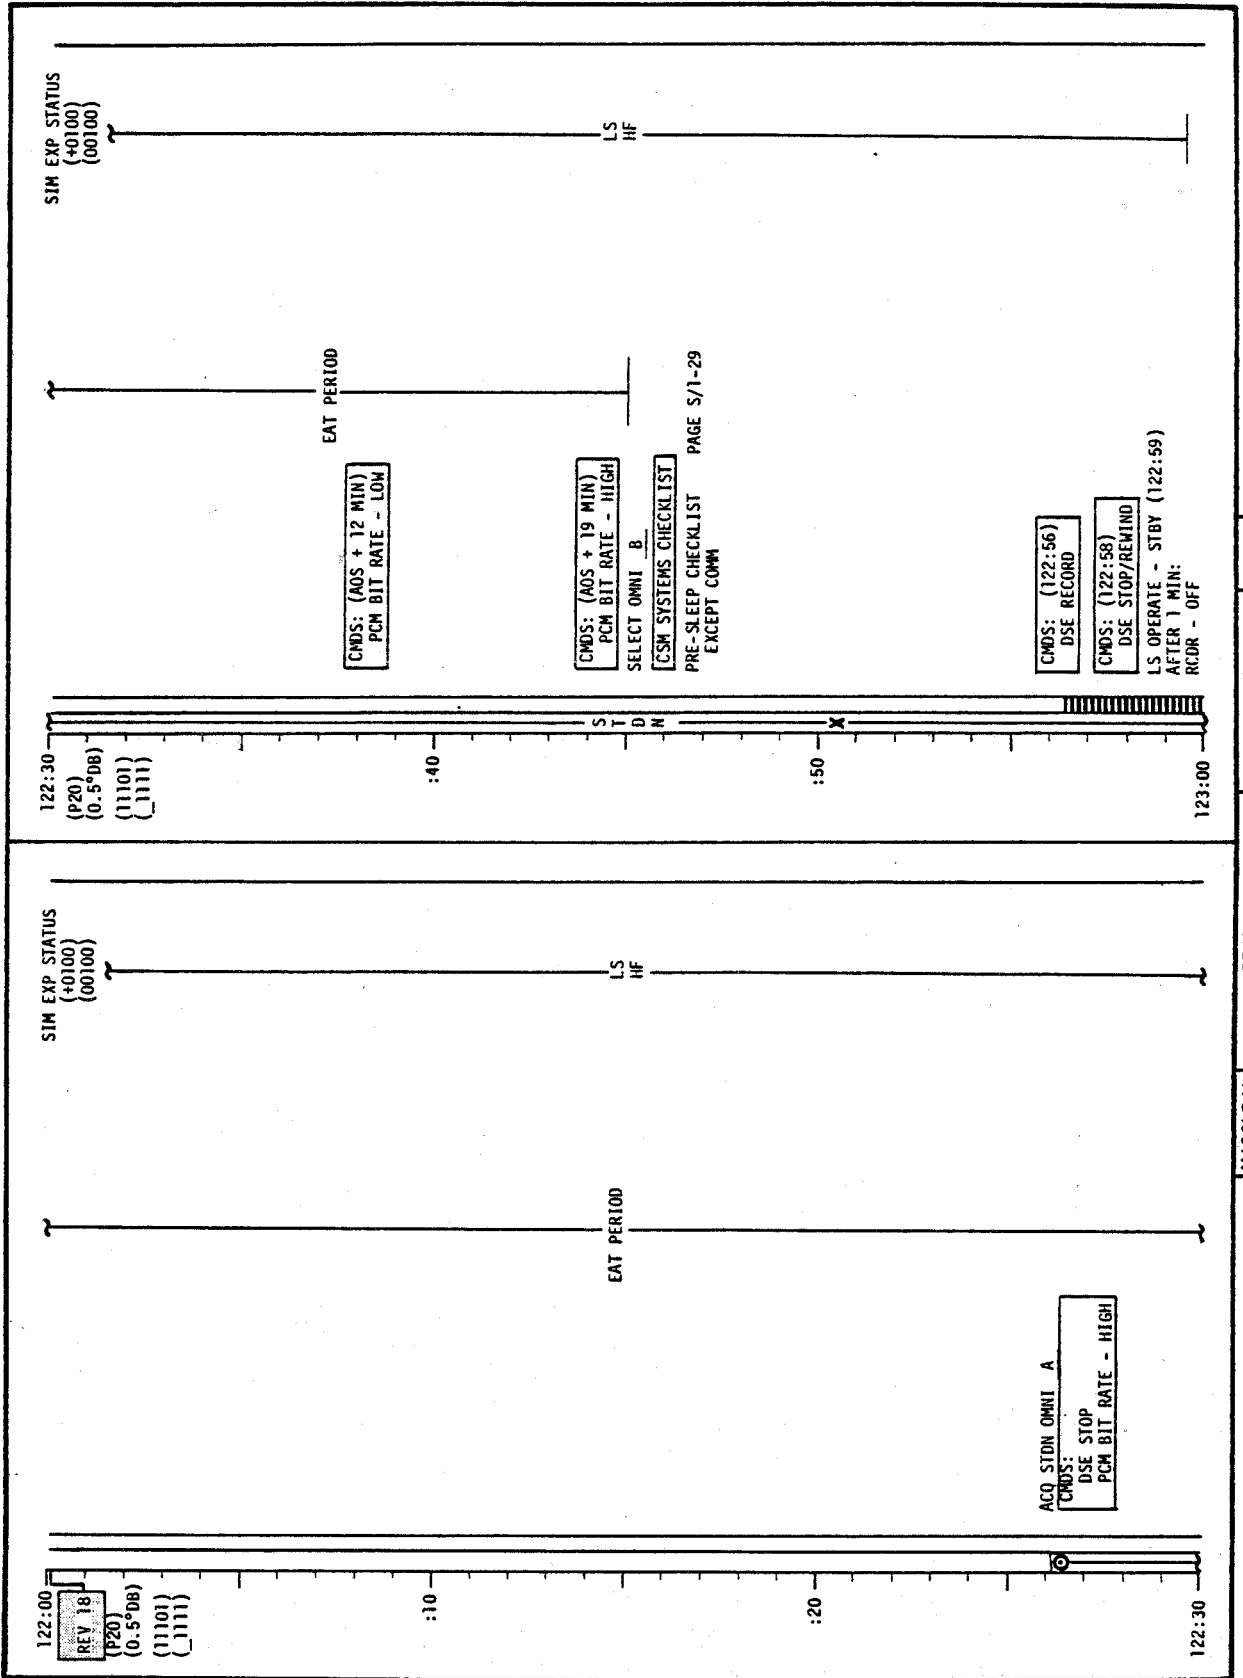 122:00
REV 18
(P20)
(0.5°DB)
(11101)
(_1111)
:10
:20
122:30
ACQ STDN OMNI A
CMDS:
DSE STOP
PCM BIT RATE - HIGH
EAT PERIOD
SIM EXP STATUS
(+0100)
(00100)
LS
HF
122:30
(P20)
(0.5°DB)
(11101)
(_1111)
:40
:50
123:00
S
T
D
N
X
CMDS: (AOS + 12 MIN)
PCM BIT RATE - LOW
EAT PERIOD
CMDS: (AOS + 19 MIN)
PCM BIT RATE - HIGH
SELECT OMNI B
CSM SYSTEMS CHECKLIST
PRE-SLEEP CHECKLIST PAGE S/1-29
EXCEPT COMM
CMDS: (122:56)
DSE RECORD
CMDS: (122:58)
DSE STOP/REWIND
LS OPERATE - STBY (122:59)
AFTER 1 MIN:
RCDR - OFF
SIM EXP STATUS
(+0100)
(00100)
LS
HF